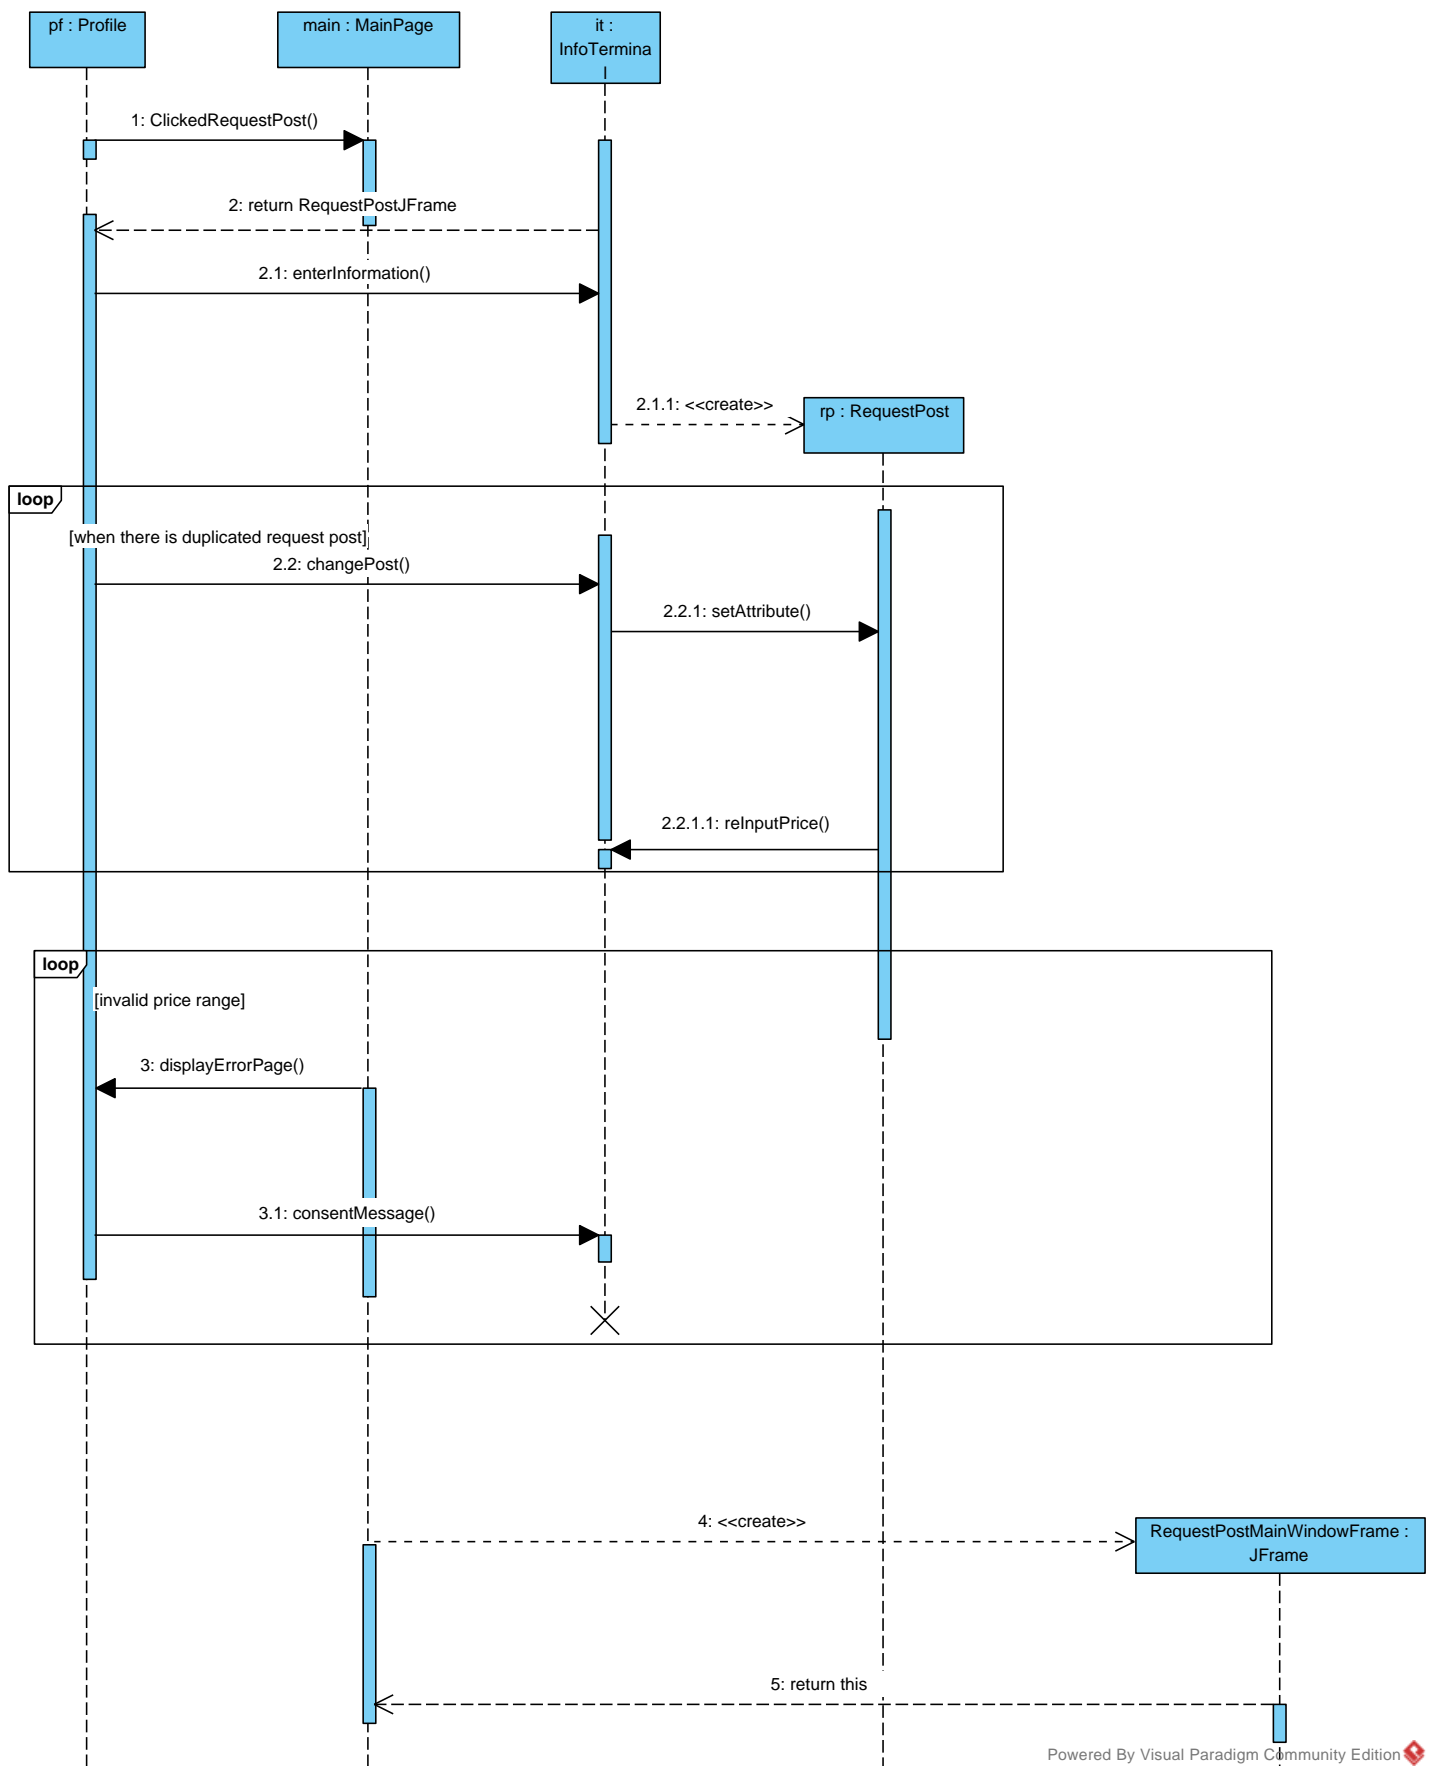 pf : Profile
main : MainPage
it :
InfoTermina
l
1: ClickedRequestPost()
2: return RequestPostJFrame
2.1: enterInformation()
2.1.1: <<create>>
rp : RequestPost
loop
[when there is duplicated request post]
2.2: changePost()
2.2.1: setAttribute()
2.2.1.1: reInputPrice()
loop
[invalid price range]
3: displayErrorPage()
3.1: consentMessage()
4: <<create>>
RequestPostMainWindowFrame :
JFrame
5: return this
Powered By Visual Paradigm Community Edition